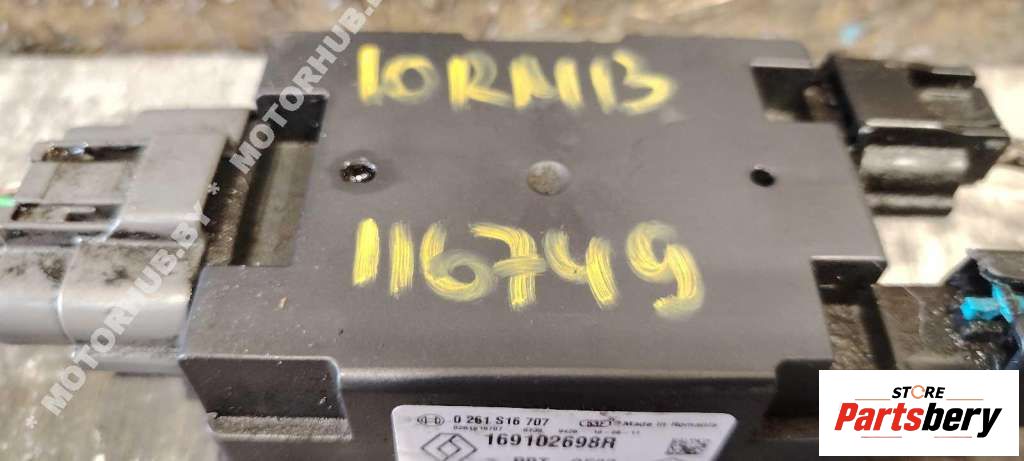 10RM13
116749
MOTORHUB.BY * MOTORHUB.BY
0 261 S16 707
Made in Romania
169102698R
STORE
Partsbery